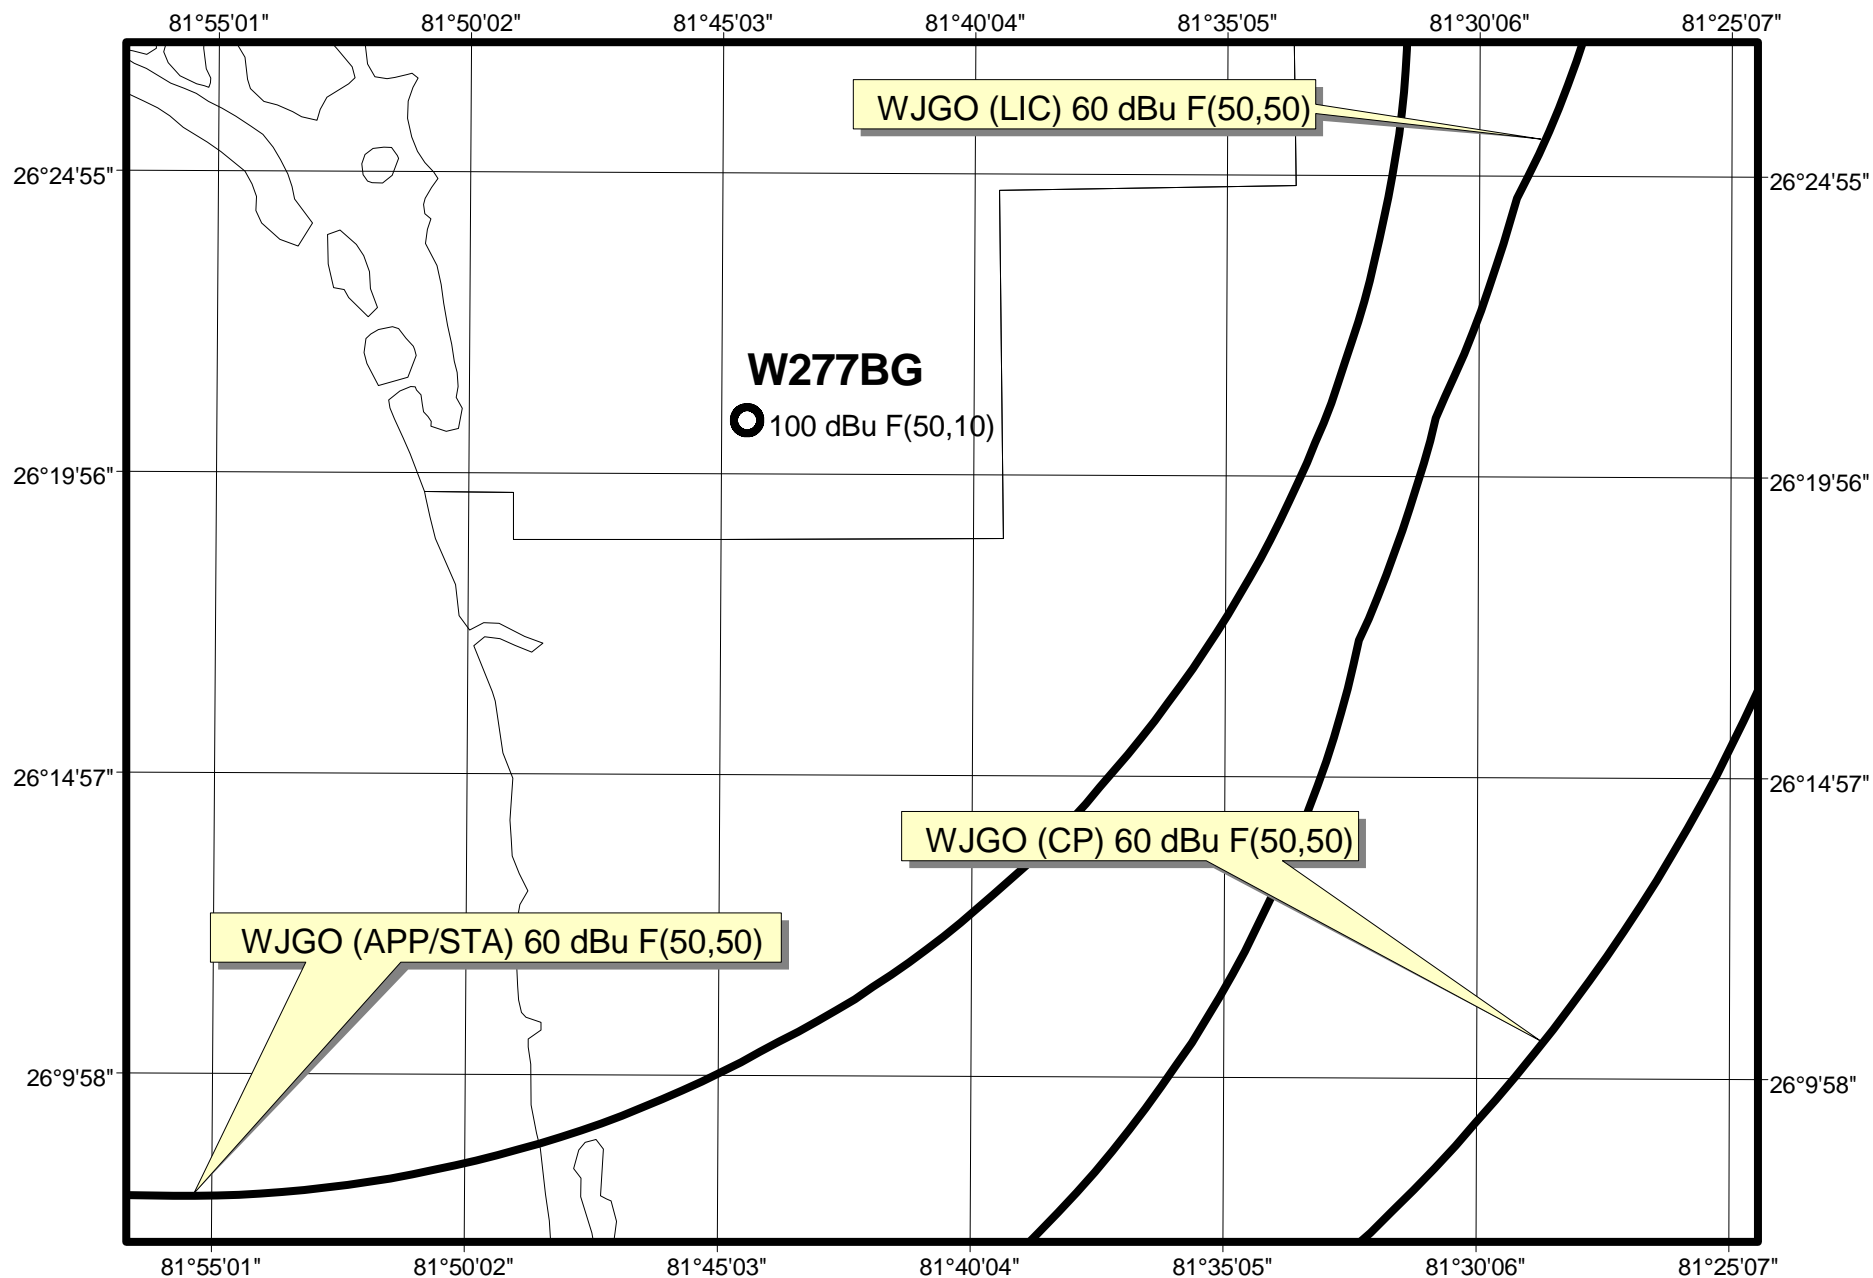 81°55'01" 81°50'02" 81°45'03" 81°40'04" 81°35'05" 81°30'06" 81°25'07"
WJGO (LIC) 60 dBu F(50,50)
26°24'55" 26°24'55"
W277BG
100 dBu F(50,10)
26°19'56" 26°19'56"
26°14'57" 26°14'57"
WJGO (CP) 60 dBu F(50,50)
WJGO (APP/STA) 60 dBu F(50,50)
26°9'58" 26°9'58"
81°55'01" 81°50'02" 81°45'03" 81°40'04" 81°35'05" 81°30'06" 81°25'07"